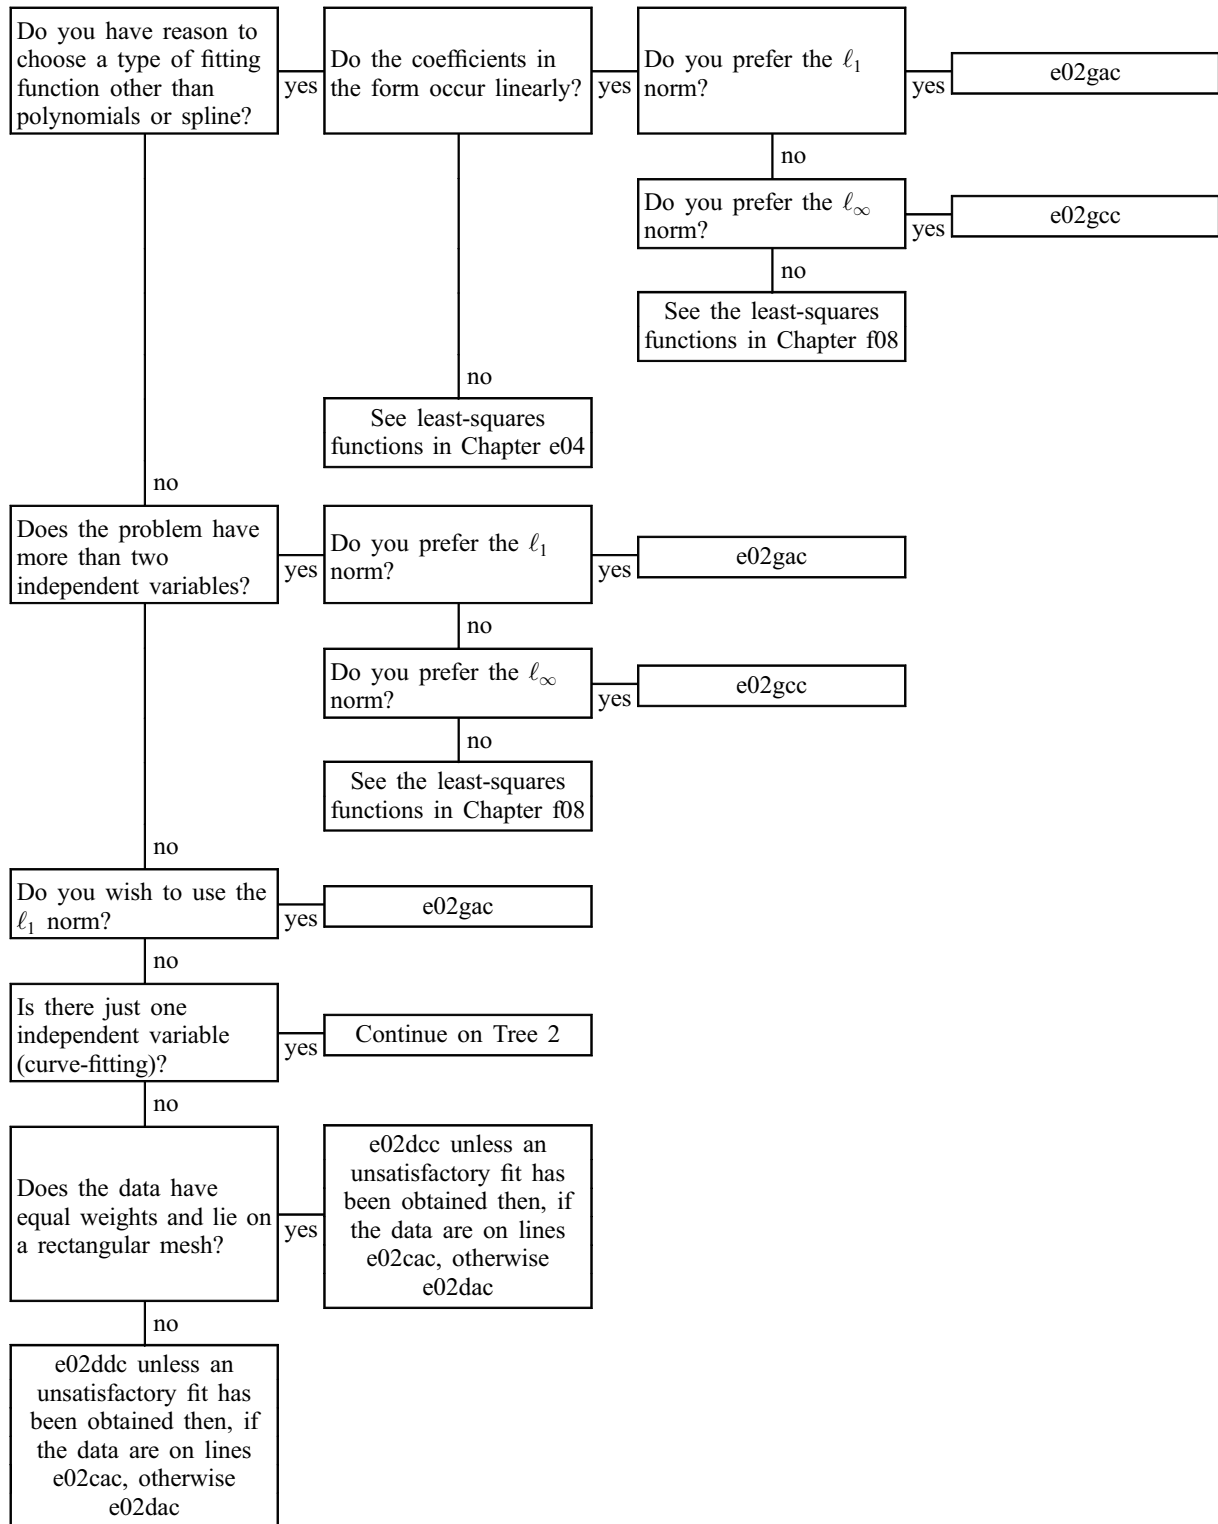 Do you have reason to
choose a type of fitting
function other than
polynomials or spline?
yes
Do the coefficients in
the form occur linearly?
yes
Do you prefer the ℓ₁
norm?
yes
e02gac
no
Do you prefer the ℓ∞
norm?
yes
e02gcc
no
See the least-squares
functions in Chapter f08
no
See least-squares
functions in Chapter e04
no
Does the problem have
more than two
independent variables?
yes
Do you prefer the ℓ₁
norm?
yes
e02gac
no
Do you prefer the ℓ∞
norm?
yes
e02gcc
no
See the least-squares
functions in Chapter f08
no
Do you wish to use the
ℓ₁ norm?
yes
e02gac
no
Is there just one
independent variable
(curve-fitting)?
yes
Continue on Tree 2
no
Does the data have
equal weights and lie on
a rectangular mesh?
yes
e02dcc unless an
unsatisfactory fit has
been obtained then, if
the data are on lines
e02cac, otherwise
e02dac
no
e02ddc unless an
unsatisfactory fit has
been obtained then, if
the data are on lines
e02cac, otherwise
e02dac